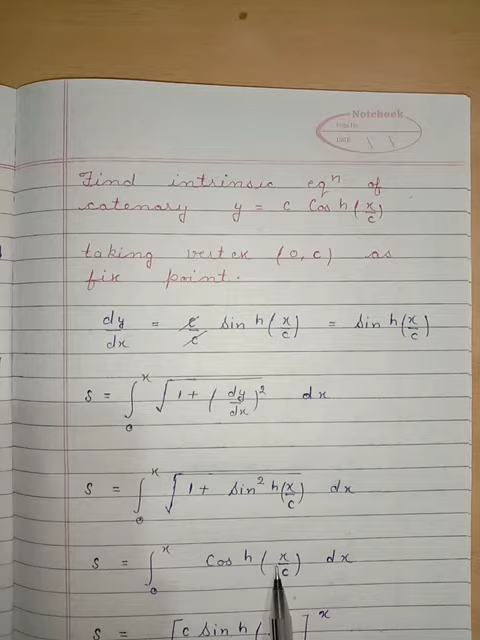 Notebook
Page No.
DATE
Find intrinsic eqⁿ of
catenary y = c Cos h (x/c)
taking vertex (0, c) as
fix point.
dy/dx = c/c Sin h (x/c) = Sin h (x/c)
S = ∫₀ˣ √(1 + (dy/dx)²) dx
S = ∫₀ˣ √(1 + Sin² h (x/c)) dx
S = ∫₀ˣ Cos h (x/c) dx
S = [c Sin h ( ]ˣ